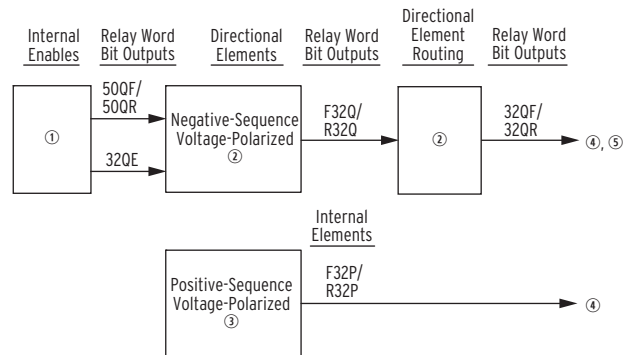 Internal
Enables
Relay Word
Bit Outputs
Directional
Elements
Relay Word
Bit Outputs
Directional
Element
Routing
Relay Word
Bit Outputs
①
50QF/
50QR
32QE
Negative-Sequence
Voltage-Polarized
②
F32Q/
R32Q
②
32QF/
32QR
④, ⑤
Positive-Sequence
Voltage-Polarized
③
Internal
Elements
F32P/
R32P
④